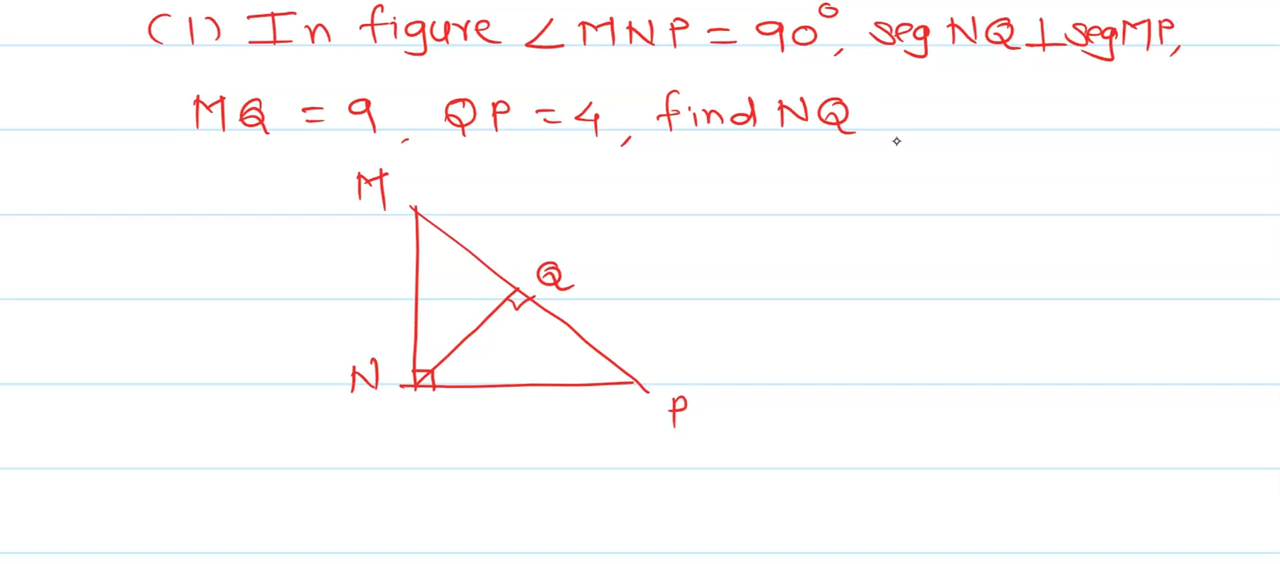 (1) In figure ∠MNP = 90°, seg NQ ⊥ seg MP,
MQ = 9, QP = 4, find NQ
M
Q
N
P